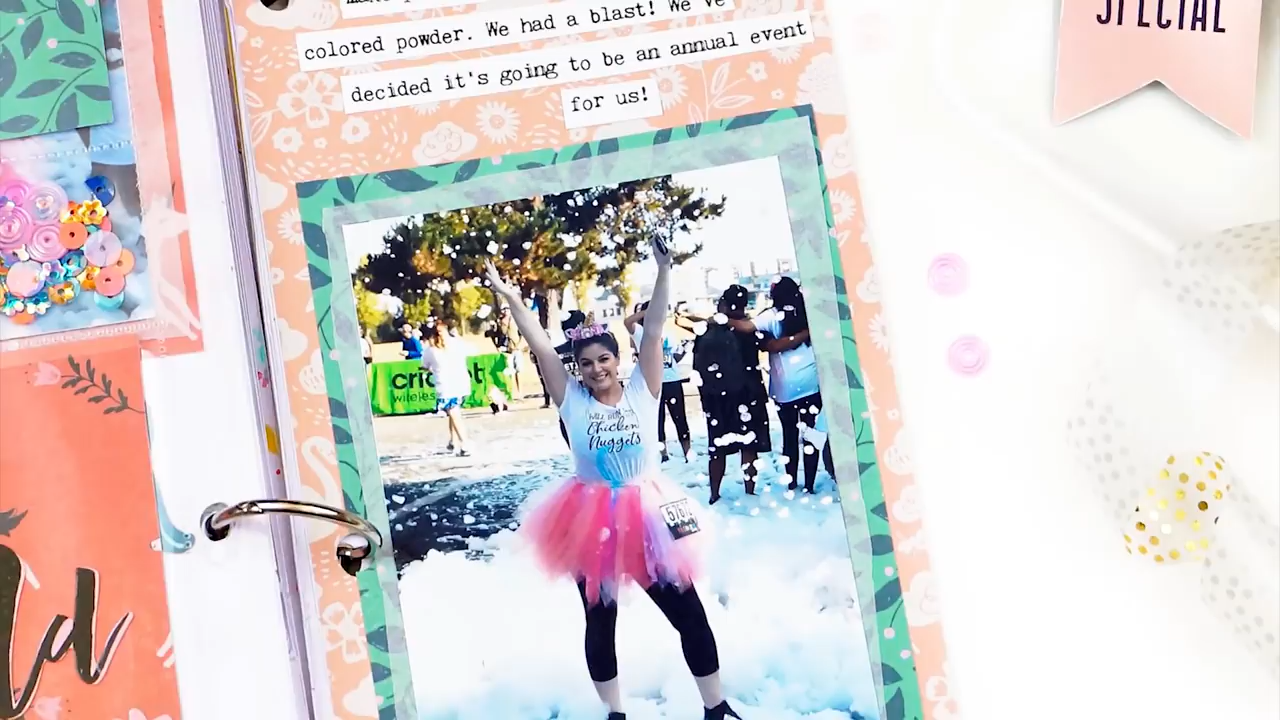 colored powder. We had a blast! We've
decided it's going to be an annual event
for us!
SPECIAL
cricket
wireless
Chicken
Nuggets
ld